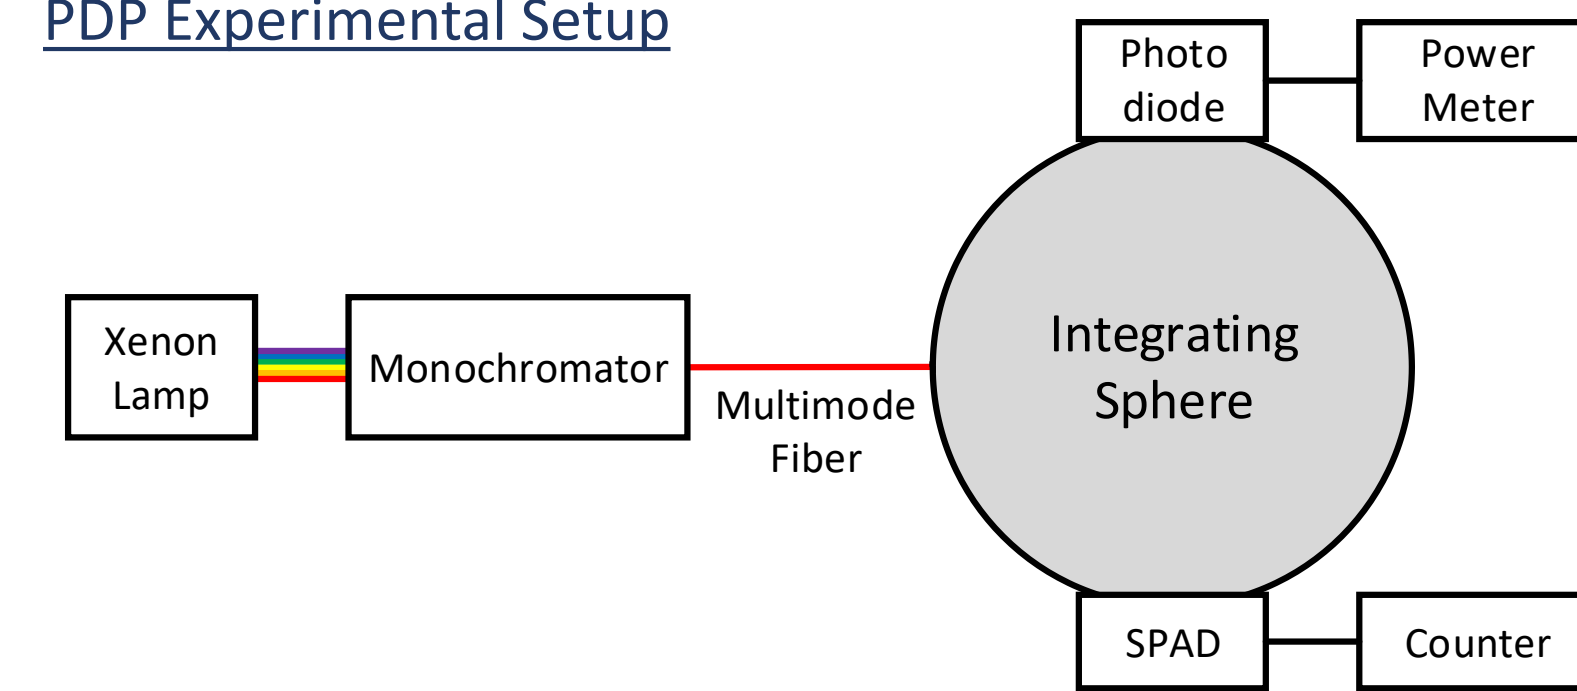 PDP Experimental Setup
Photo
diode
Power
Meter
Xenon
Lamp
Monochromator
Multimode
Fiber
Integrating
Sphere
SPAD
Counter